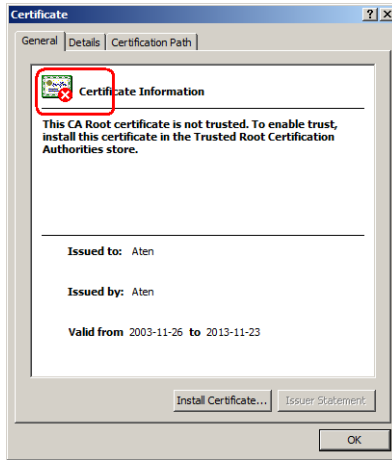 Certificate
General Details Certification Path
Certificate Information
This CA Root certificate is not trusted. To enable trust,
install this certificate in the Trusted Root Certification
Authorities store.
Issued to: Aten
Issued by: Aten
Valid from 2003-11-26 to 2013-11-23
Install Certificate... Issuer Statement
OK